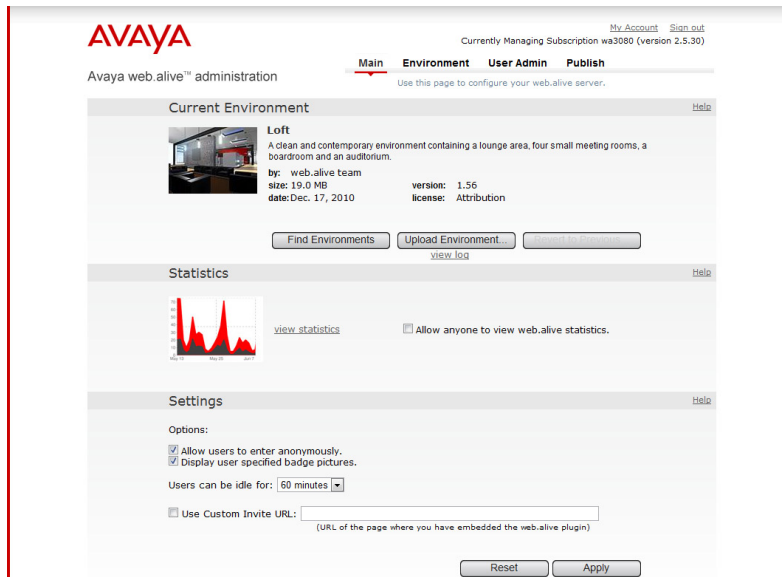 AVAYA
My Account Sign out
Currently Managing Subscription wa3080 (version 2.5.30)
Avaya web.alive™ administration
Main Environment User Admin Publish
Use this page to configure your web.alive server.
Current Environment Help
Loft
A clean and contemporary environment containing a lounge area, four small meeting rooms, a
boardroom and an auditorium.
by: web.alive team
size: 19.0 MB version: 1.56
date: Dec. 17, 2010 license: Attribution
Find Environments Upload Environment... Revert to Previous...
view log
Statistics Help
view statistics Allow anyone to view web.alive statistics.
Settings Help
Options:
Allow users to enter anonymously.
Display user specified badge pictures.
Users can be idle for: 60 minutes
Use Custom Invite URL:
(URL of the page where you have embedded the web.alive plugin)
Reset Apply